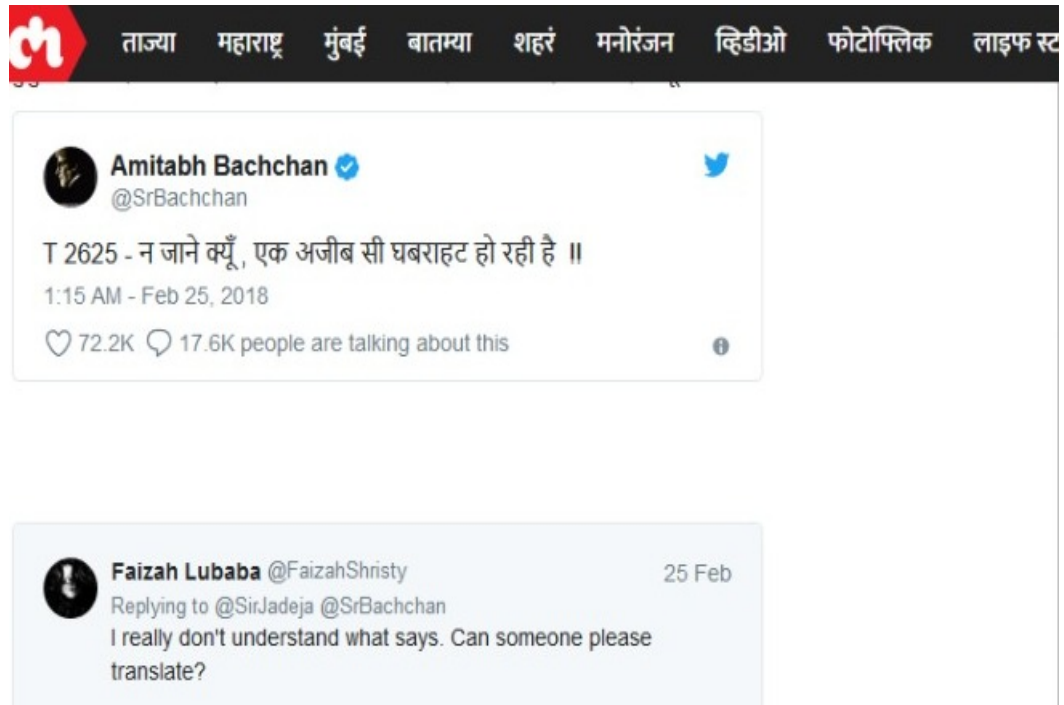 ताज्या महाराष्ट्र मुंबई बातम्या शहरं मनोरंजन व्हिडीओ फोटोफ्लिक लाइफ
Amitabh Bachchan
@SrBachchan
T 2625 - न जाने क्यूँ , एक अजीब सी घबराहट हो रही है !!
1:15 AM - Feb 25, 2018
72.2K 17.6K people are talking about this
Faizah Lubaba @FaizahShristy 25 Feb
Replying to @SirJadeja @SrBachchan
I really don't understand what says. Can someone please
translate?